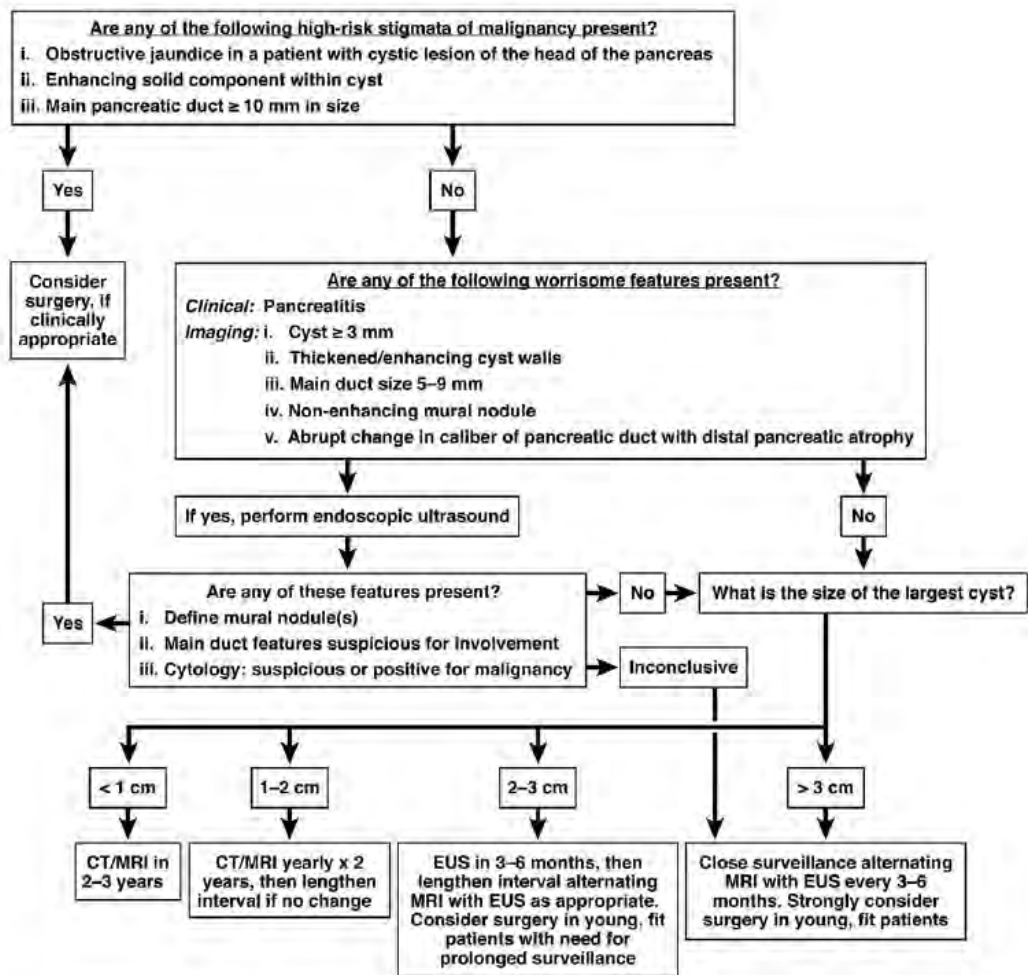 Are any of the following high-risk stigmata of malignancy present?
i. Obstructive jaundice in a patient with cystic lesion of the head of the pancreas
ii. Enhancing solid component within cyst
iii. Main pancreatic duct ≥ 10 mm in size
Yes
No
Consider
surgery, if
clinically
appropriate
Are any of the following worrisome features present?
Clinical: Pancreatitis
Imaging: i. Cyst ≥ 3 mm
ii. Thickened/enhancing cyst walls
iii. Main duct size 5–9 mm
iv. Non-enhancing mural nodule
v. Abrupt change in caliber of pancreatic duct with distal pancreatic atrophy
If yes, perform endoscopic ultrasound
No
Are any of these features present?
i. Define mural nodule(s)
ii. Main duct features suspicious for involvement
iii. Cytology: suspicious or positive for malignancy
Yes
No
What is the size of the largest cyst?
Inconclusive
< 1 cm
1–2 cm
2–3 cm
> 3 cm
CT/MRI in
2–3 years
CT/MRI yearly x 2
years, then lengthen
interval if no change
EUS in 3–6 months, then
lengthen interval alternating
MRI with EUS as appropriate.
Consider surgery in young, fit
patients with need for
prolonged surveillance
Close surveillance alternating
MRI with EUS every 3–6
months. Strongly consider
surgery in young, fit patients